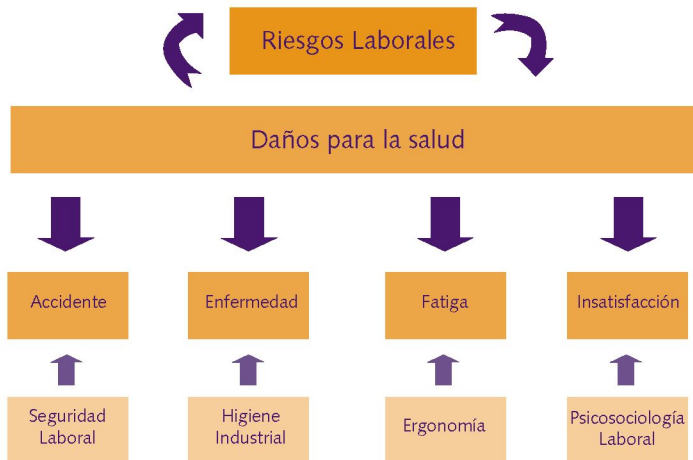 Riesgos Laborales
Daños para la salud
Accidente
Enfermedad
Fatiga
Insatisfacción
Seguridad
Laboral
Higiene
Industrial
Ergonomía
Psicosociología
Laboral